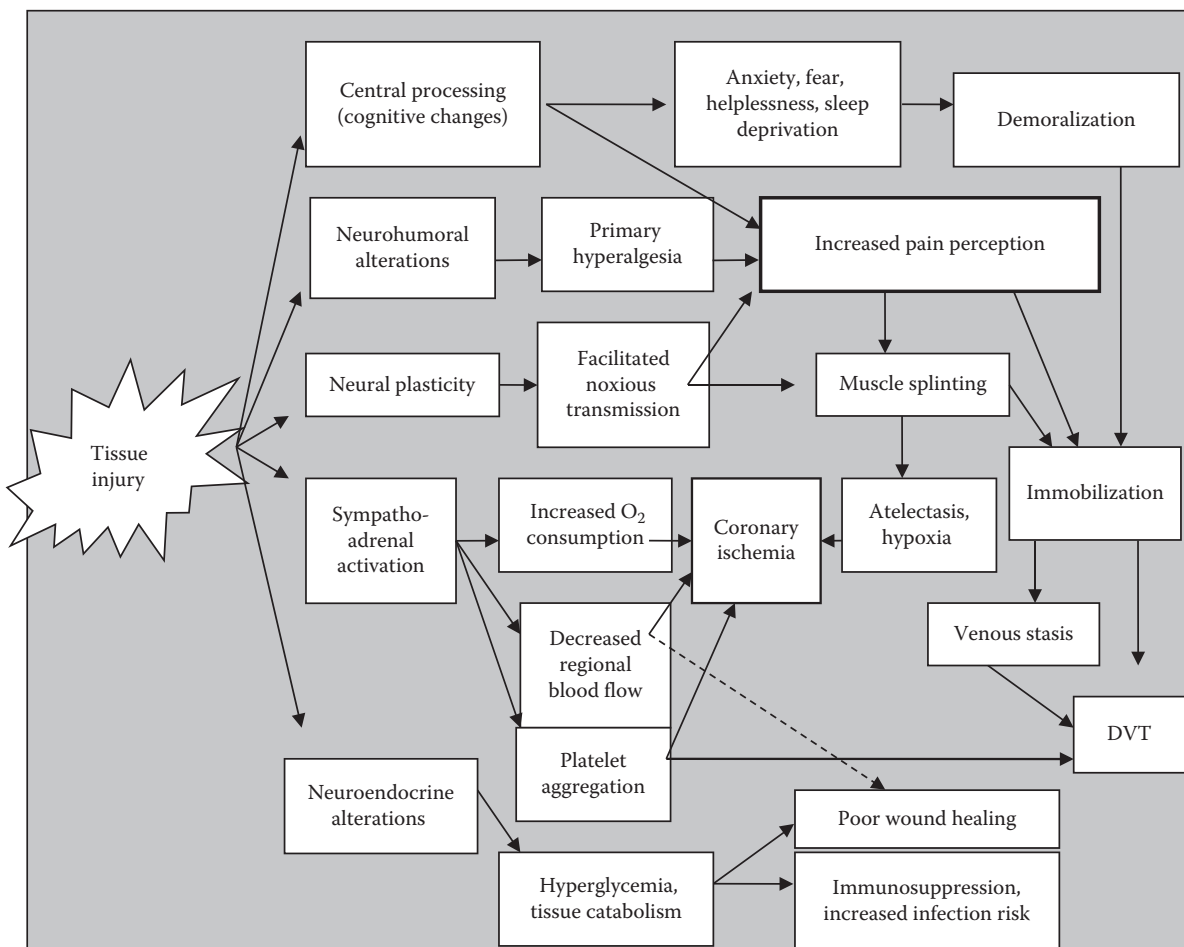 Central processing
(cognitive changes)
Anxiety, fear,
helplessness, sleep
deprivation
Demoralization
Neurohumoral
alterations
Primary
hyperalgesia
Increased pain perception
Neural plasticity
Facilitated
noxious
transmission
Muscle splinting
Tissue
injury
Sympatho-
adrenal
activation
Increased O₂
consumption
Coronary
ischemia
Atelectasis,
hypoxia
Immobilization
Decreased
regional
blood flow
Venous stasis
Platelet
aggregation
DVT
Neuroendocrine
alterations
Poor wound healing
Hyperglycemia,
tissue catabolism
Immunosuppression,
increased infection risk